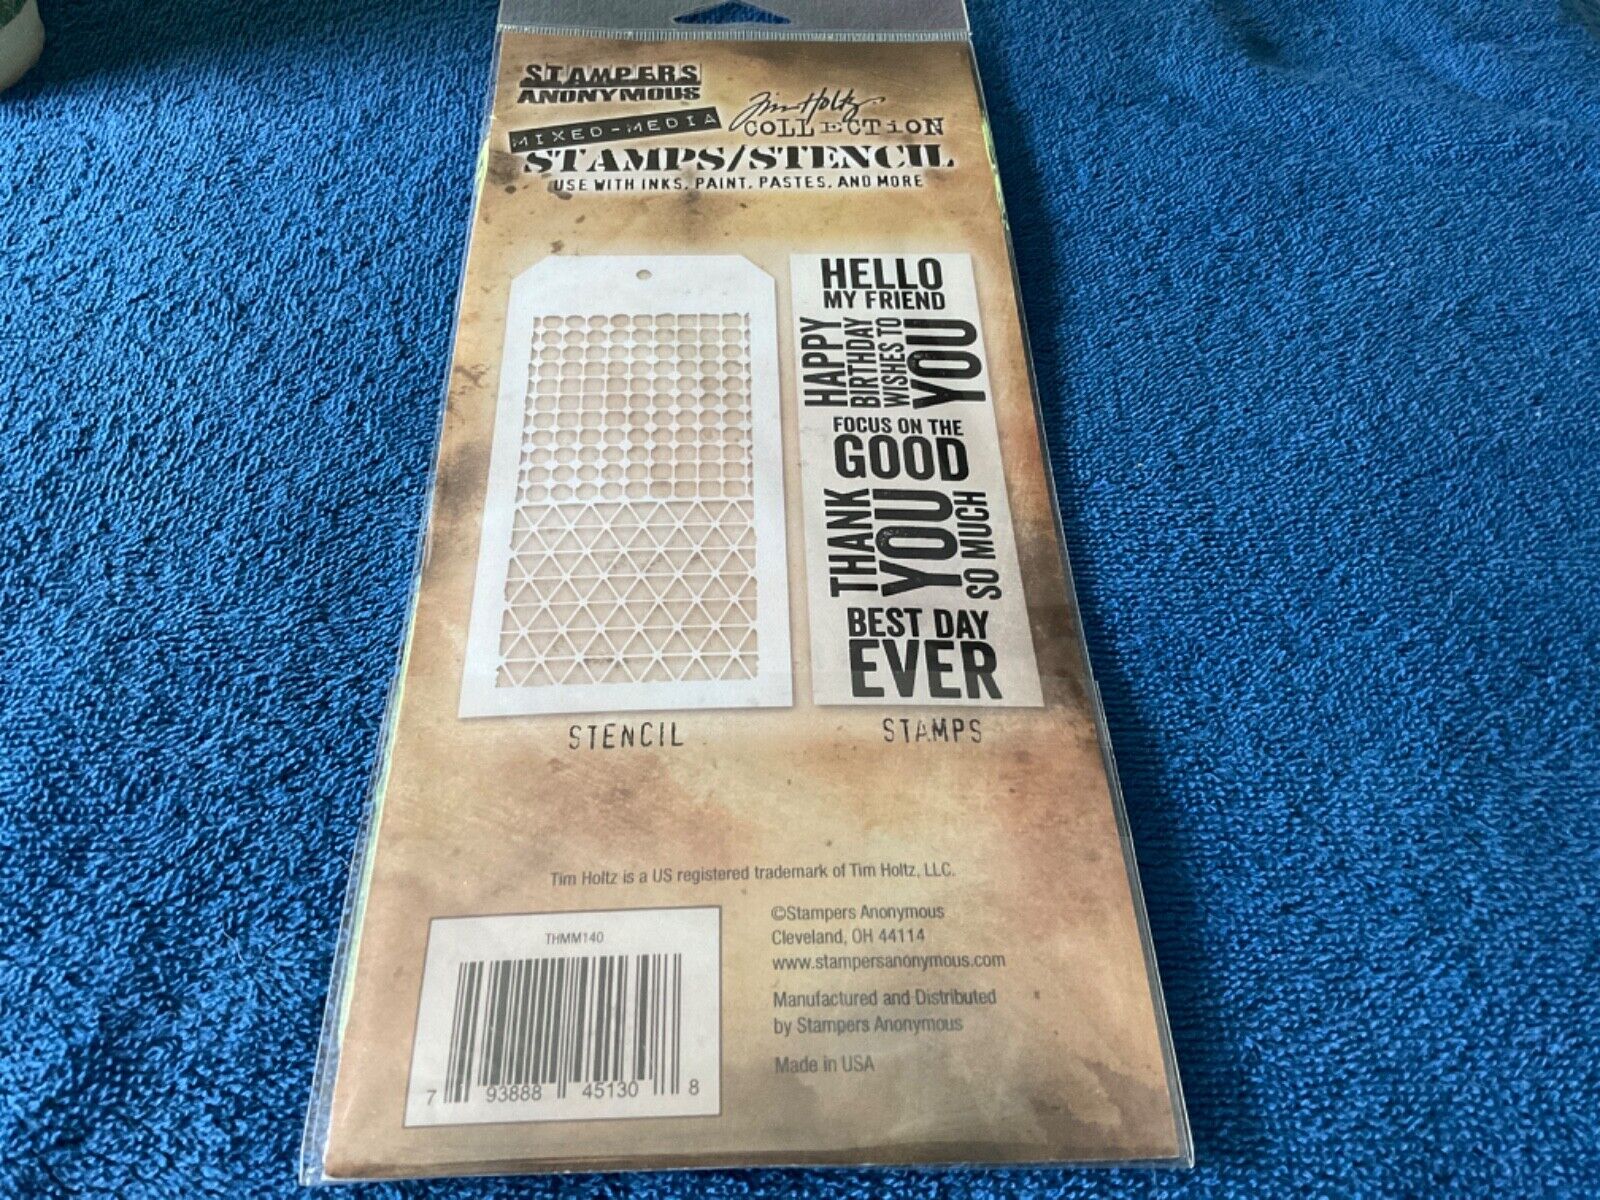 STAMPERS
ANONYMOUS
MIXED-MEDIA
Tim Holtz
COLLECTION
STAMPS/STENCIL
USE WITH INKS, PAINT, PASTES, AND MORE
HELLO
MY FRIEND
HAPPY
BIRTHDAY
WISHES TO
YOU
FOCUS ON THE
GOOD
THANK
YOU
SO MUCH
BEST DAY
EVER
STENCIL
STAMPS
Tim Holtz is a US registered trademark of Tim Holtz, LLC.
THMM140
7 93888 45130 8
©Stampers Anonymous
Cleveland, OH 44114
www.stampersanonymous.com
Manufactured and Distributed
by Stampers Anonymous
Made in USA